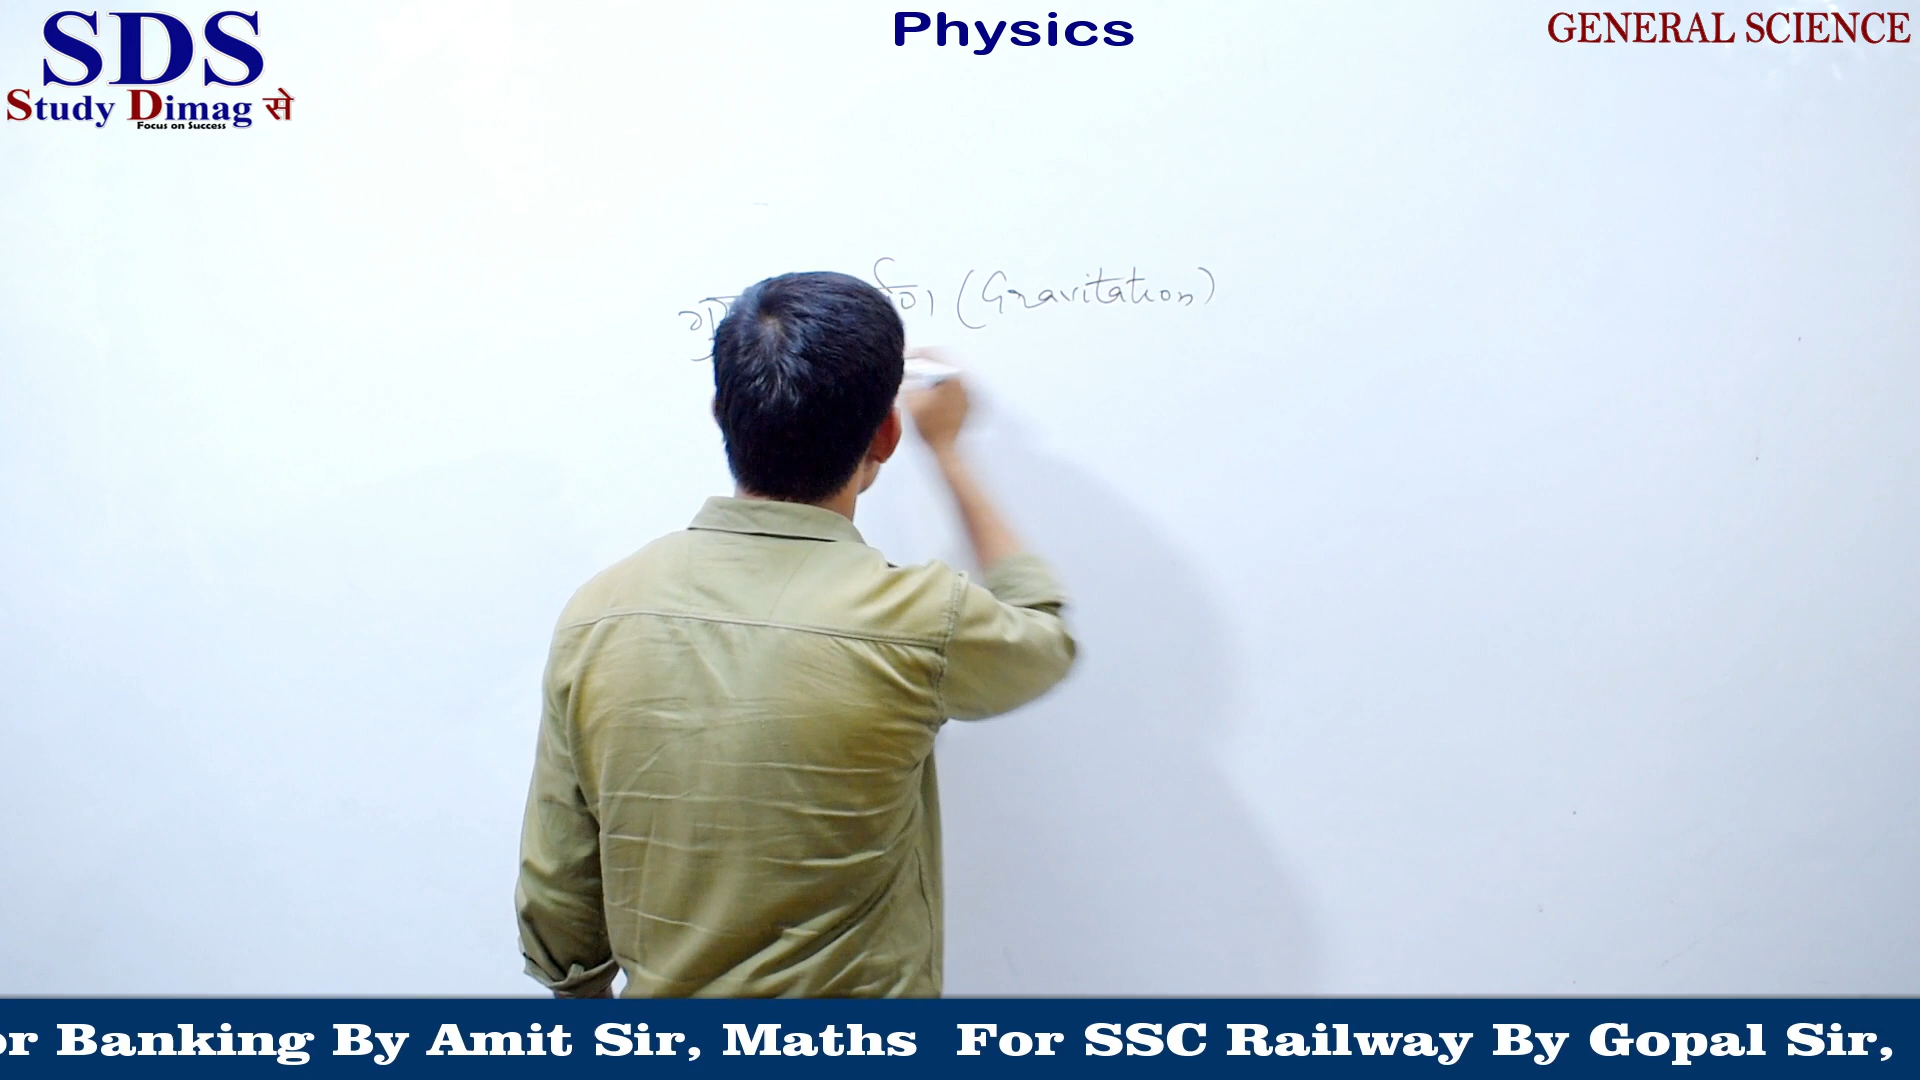 SDS
Study Dimag से
Focus on Success
Physics
GENERAL SCIENCE
(Gravitation)
or Banking By Amit Sir, Maths For SSC Railway By Gopal Sir,